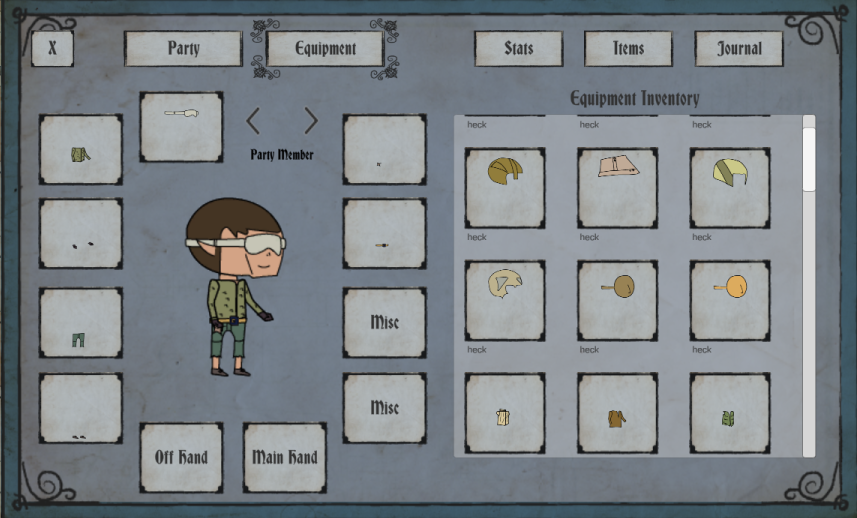 X
Party
Equipment
Stats
Items
Journal
Equipment Inventory
Party Member
heck
heck
heck
heck
heck
heck
heck
heck
heck
Misc
Misc
Off Hand
Main Hand